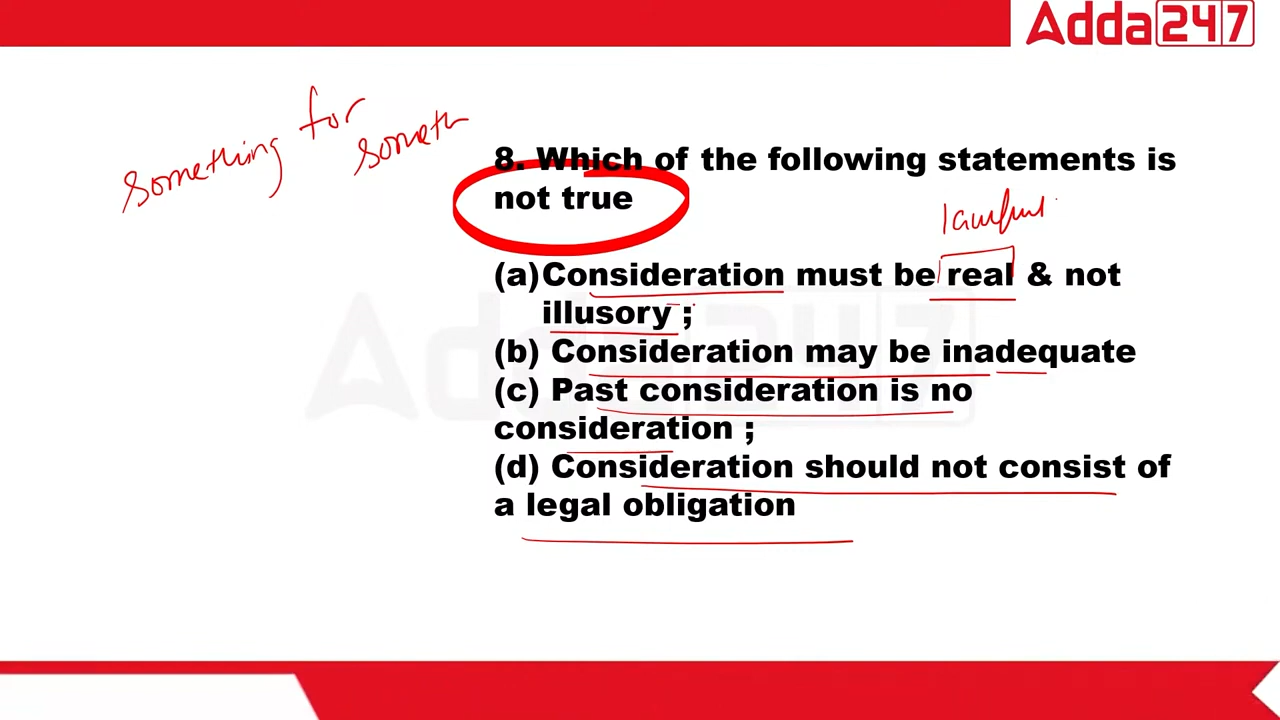 Adda247
something for
someth
8. Which of the following statements is
not true
lawful
(a)Consideration must be real & not
illusory ;
(b) Consideration may be inadequate
(c) Past consideration is no
consideration ;
(d) Consideration should not consist of
a legal obligation